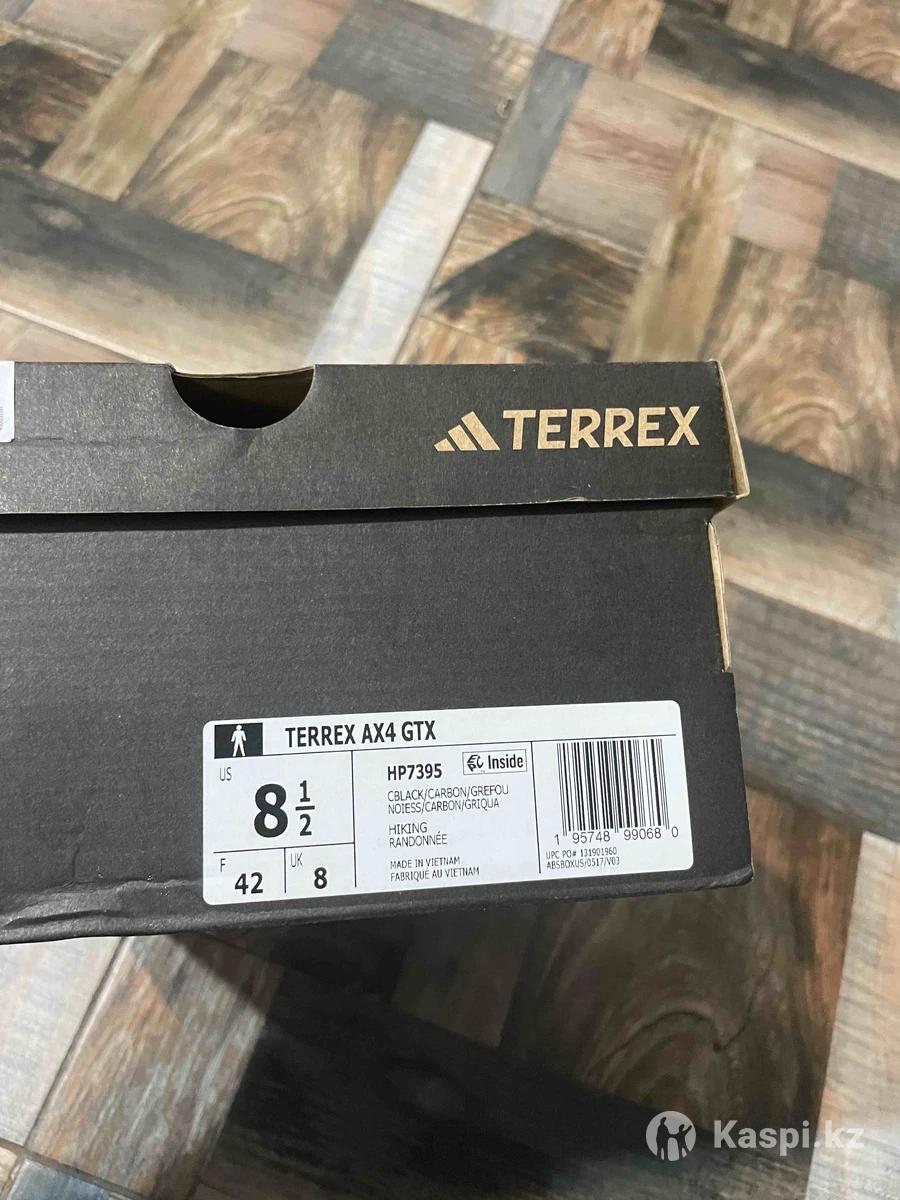 TERREX
TERREX AX4 GTX
US
8 1/2
F
42
UK
8
HP7395
Inside
CBLACK/CARBON/GREFOU
NOIESS/CARBON/GRIQUA
HIKING
RANDONNÉE
MADE IN VIETNAM
FABRIQUÉ AU VIETNAM
1 95748 99068 0
UPC PO# 131901960
ABSBOXUS/0517/V03
Kaspi.kz